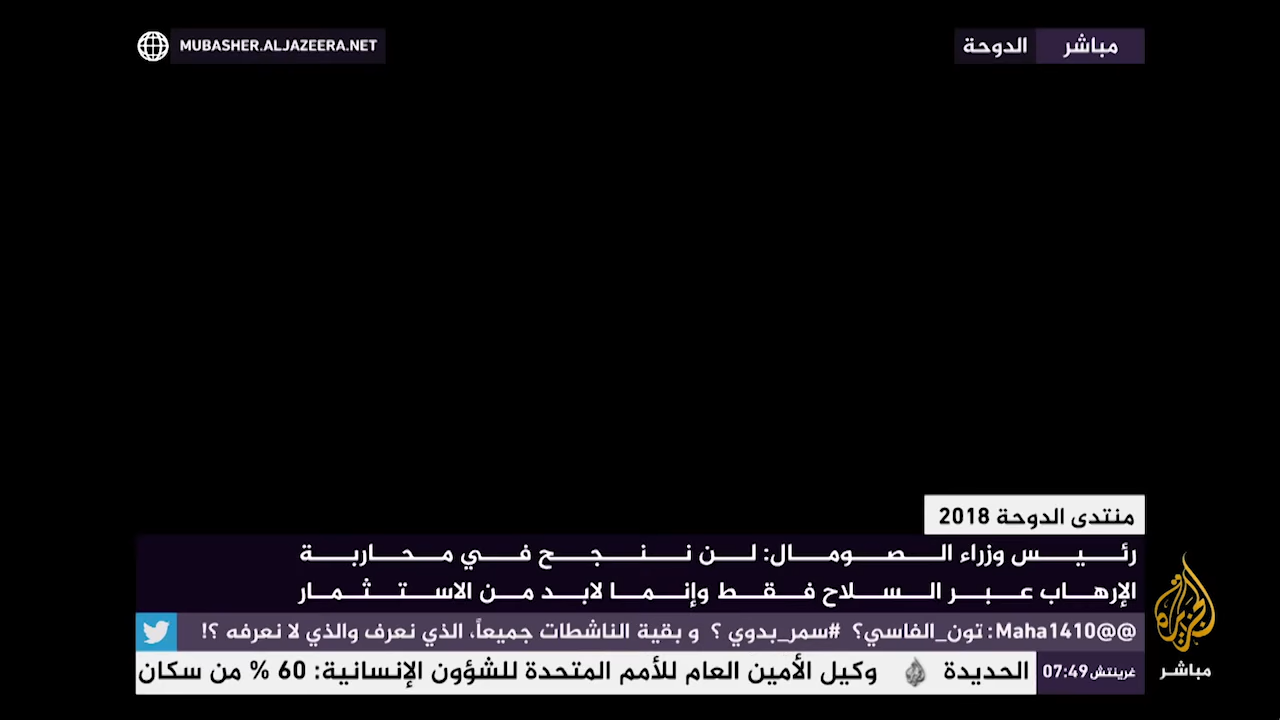 MUBASHER.ALJAZEERA.NET
مباشر الدوحة
منتدى الدوحة 2018
رئيس وزراء الصومال: لن ننجح في محاربة
الإرهاب عبر السلاح فقط وإنما لابد من الاستثمار
@@Maha1410: تون_الفاسي؟ #سمر_بدوي ؟ و بقية الناشطات جميعاً، الذي نعرف والذي لا نعرفه ؟!
غرينتش 07:49 الحديدة وكيل الأمين العام للأمم المتحدة للشؤون الإنسانية: 60 % من سكان
الجزيرة
مباشر